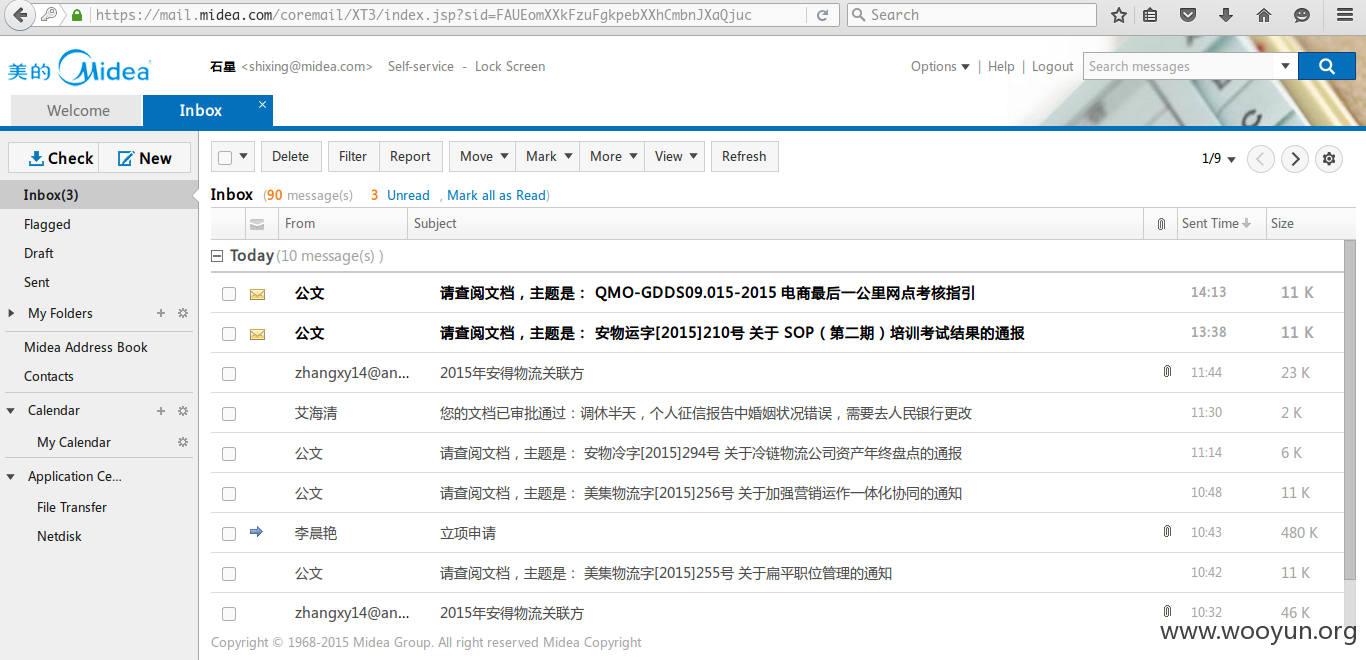 https://mail.midea.com/coremail/XT3/index.jsp?sid=FAUEomXXkFzuFgkpebXXhCmbnJXaQjuc Search
美的 Midea 石星 <shixing@midea.com> Self-service - Lock Screen Options | Help | Logout Search messages
Welcome Inbox
Check New Delete Filter Report Move Mark More View Refresh 1/9
Inbox(3)
Flagged
Draft
Sent
My Folders
Midea Address Book
Contacts
Calendar
My Calendar
Application Ce...
File Transfer
Netdisk
Inbox (90 message(s) 3 Unread , Mark all as Read)
From Subject Sent Time Size
Today (10 message(s) )
公文 请查阅文档，主题是： QMO-GDDS09.015-2015 电商最后一公里网点考核指引 14:13 11 K
公文 请查阅文档，主题是： 安物运字[2015]210号 关于 SOP（第二期）培训考试结果的通报 13:38 11 K
zhangxy14@an... 2015年安得物流关联方 11:44 23 K
艾海清 您的文档已审批通过：调休半天，个人征信报告中婚姻状况错误，需要去人民银行更改 11:30 2 K
公文 请查阅文档，主题是： 安物冷字[2015]294号 关于冷链物流公司资产年终盘点的通报 11:14 6 K
公文 请查阅文档，主题是： 美集物流字[2015]256号 关于加强营销运作一体化协同的通知 10:48 11 K
李晨艳 立项申请 10:43 480 K
公文 请查阅文档，主题是： 美集物流字[2015]255号 关于扁平职位管理的通知 10:42 11 K
zhangxy14@an... 2015年安得物流关联方 10:32 46 K
Copyright © 1968-2015 Midea Group. All right reserved Midea Copyright
www.wooyun.org